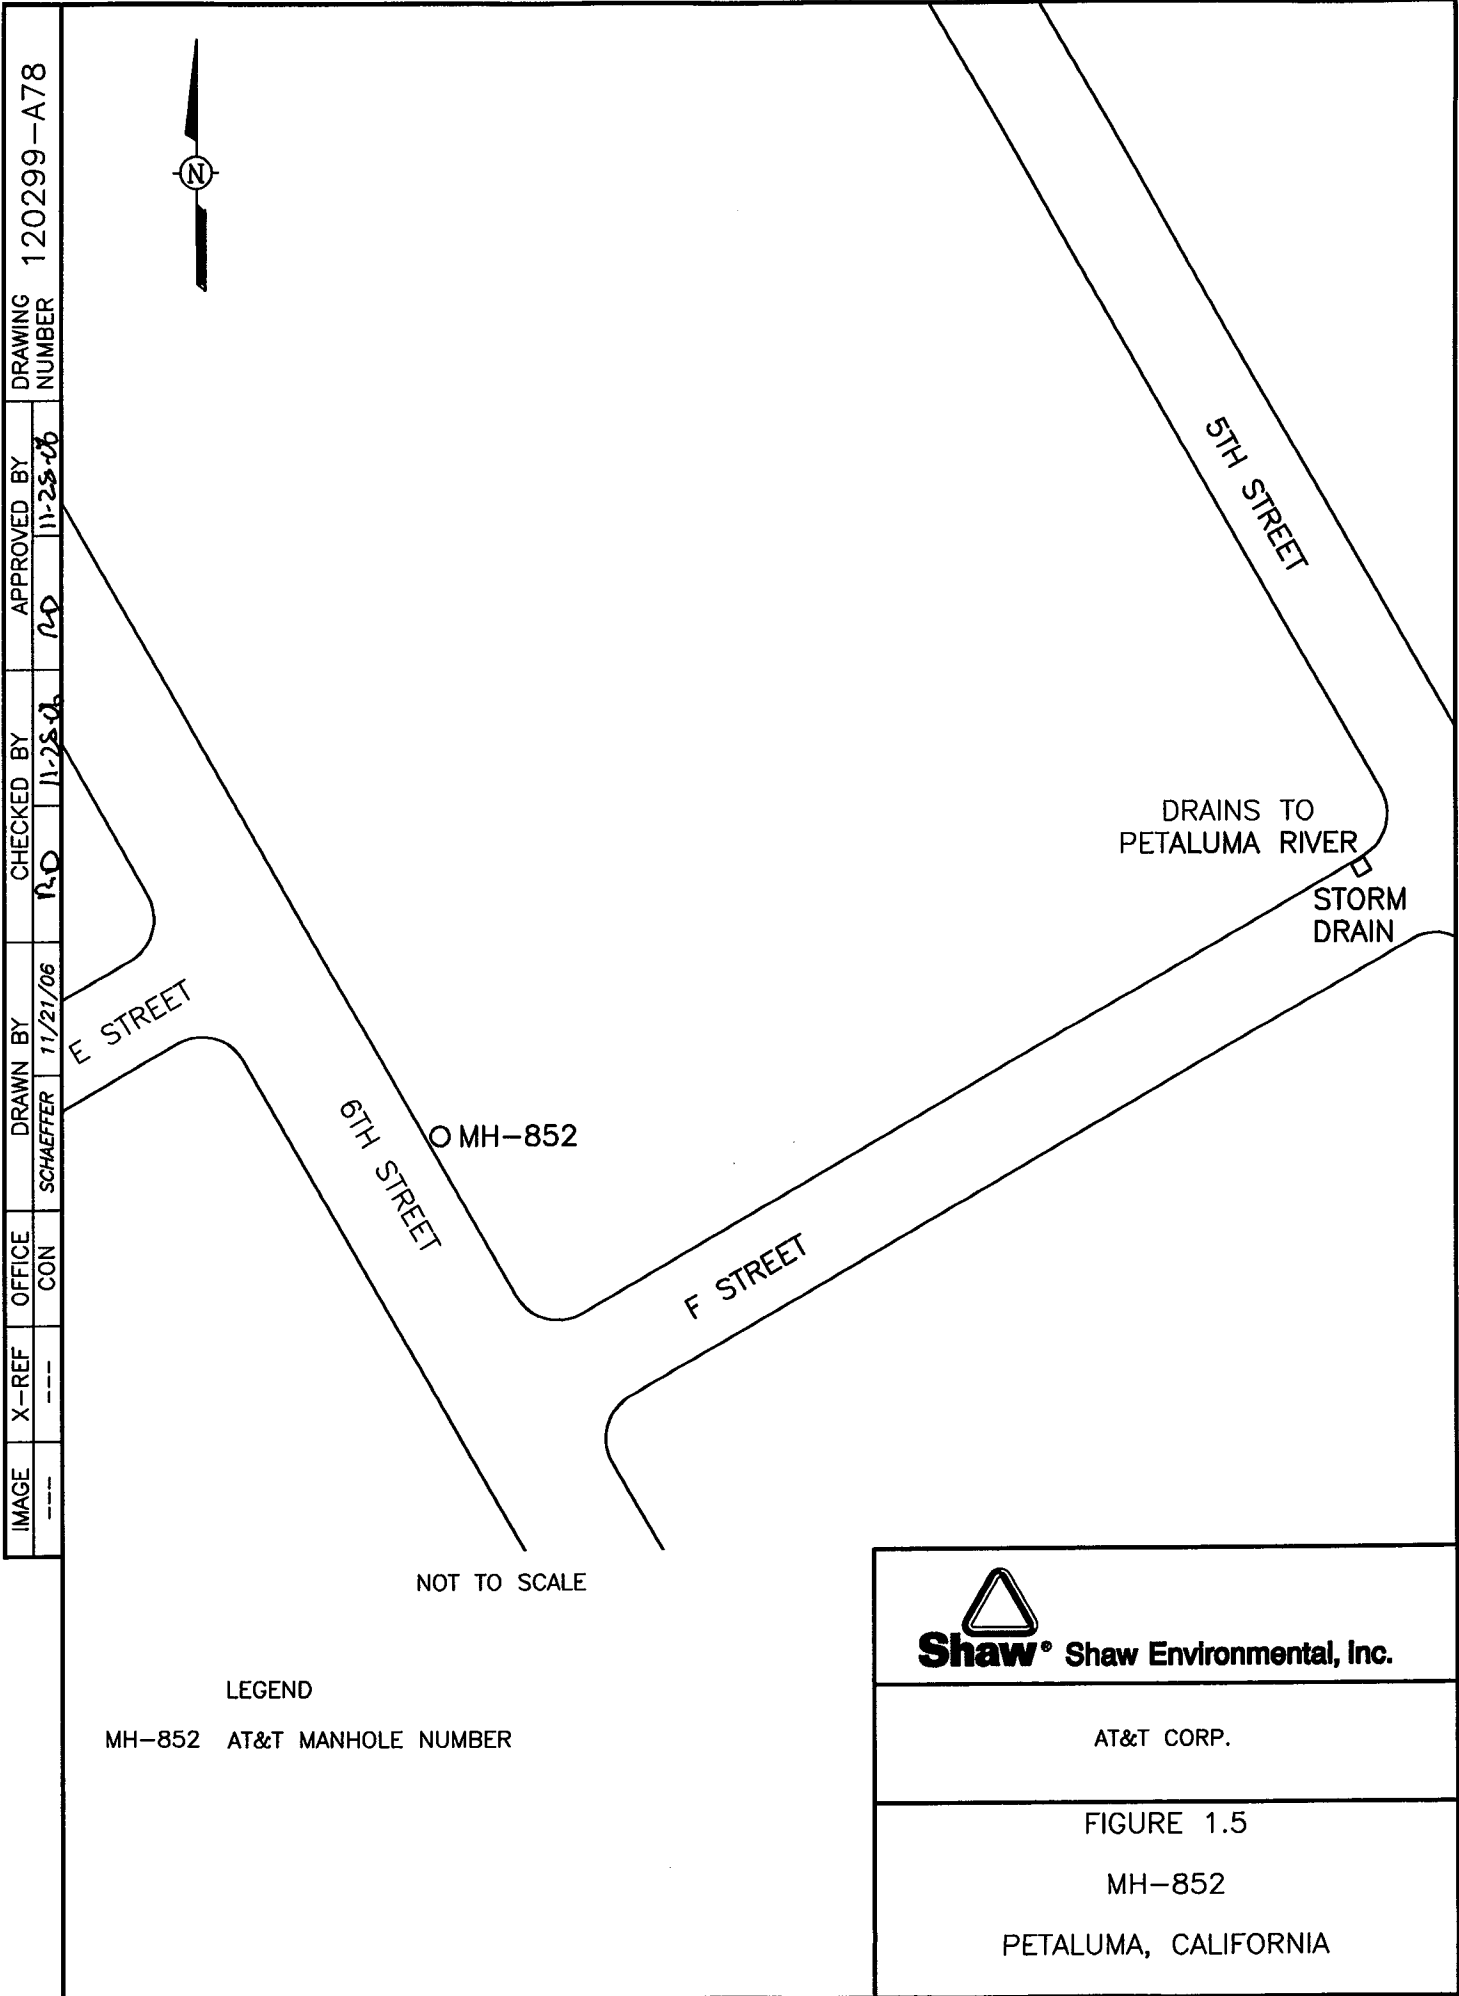 DRAWING
NUMBER
120299-A78
APPROVED BY
RD
11-28-06
CHECKED BY
RD
11-28-06
DRAWN BY
SCHAEFFER
11/21/06
OFFICE
CON
X-REF
---
IMAGE
---
N
5TH STREET
DRAINS TO
PETALUMA RIVER
STORM
DRAIN
E STREET
6TH STREET
MH-852
F STREET
NOT TO SCALE
LEGEND
MH-852 AT&T MANHOLE NUMBER
Shaw® Shaw Environmental, Inc.
AT&T CORP.
FIGURE 1.5
MH-852
PETALUMA, CALIFORNIA